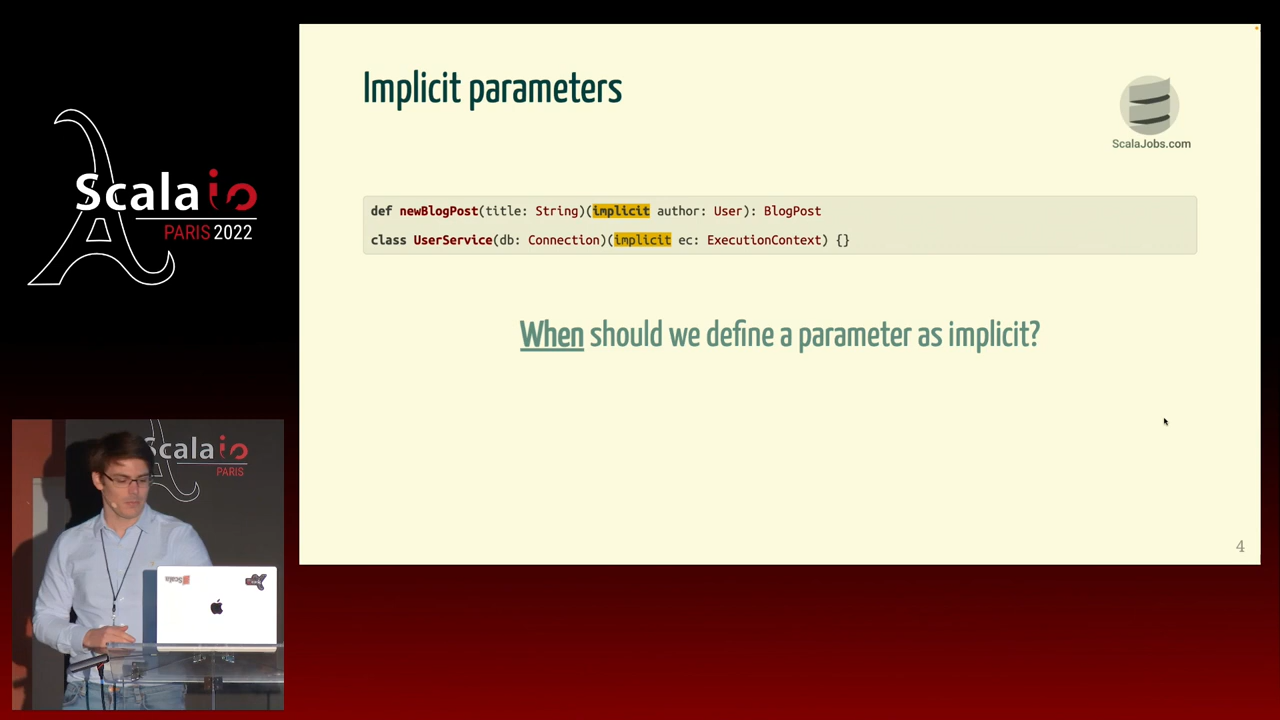 Implicit parameters
ScalaJobs.com
def newBlogPost(title: String)(implicit author: User): BlogPost
class UserService(db: Connection)(implicit ec: ExecutionContext) {}
When should we define a parameter as implicit?
4
Scala io
PARIS 2022
Scala io
PARIS
Scala